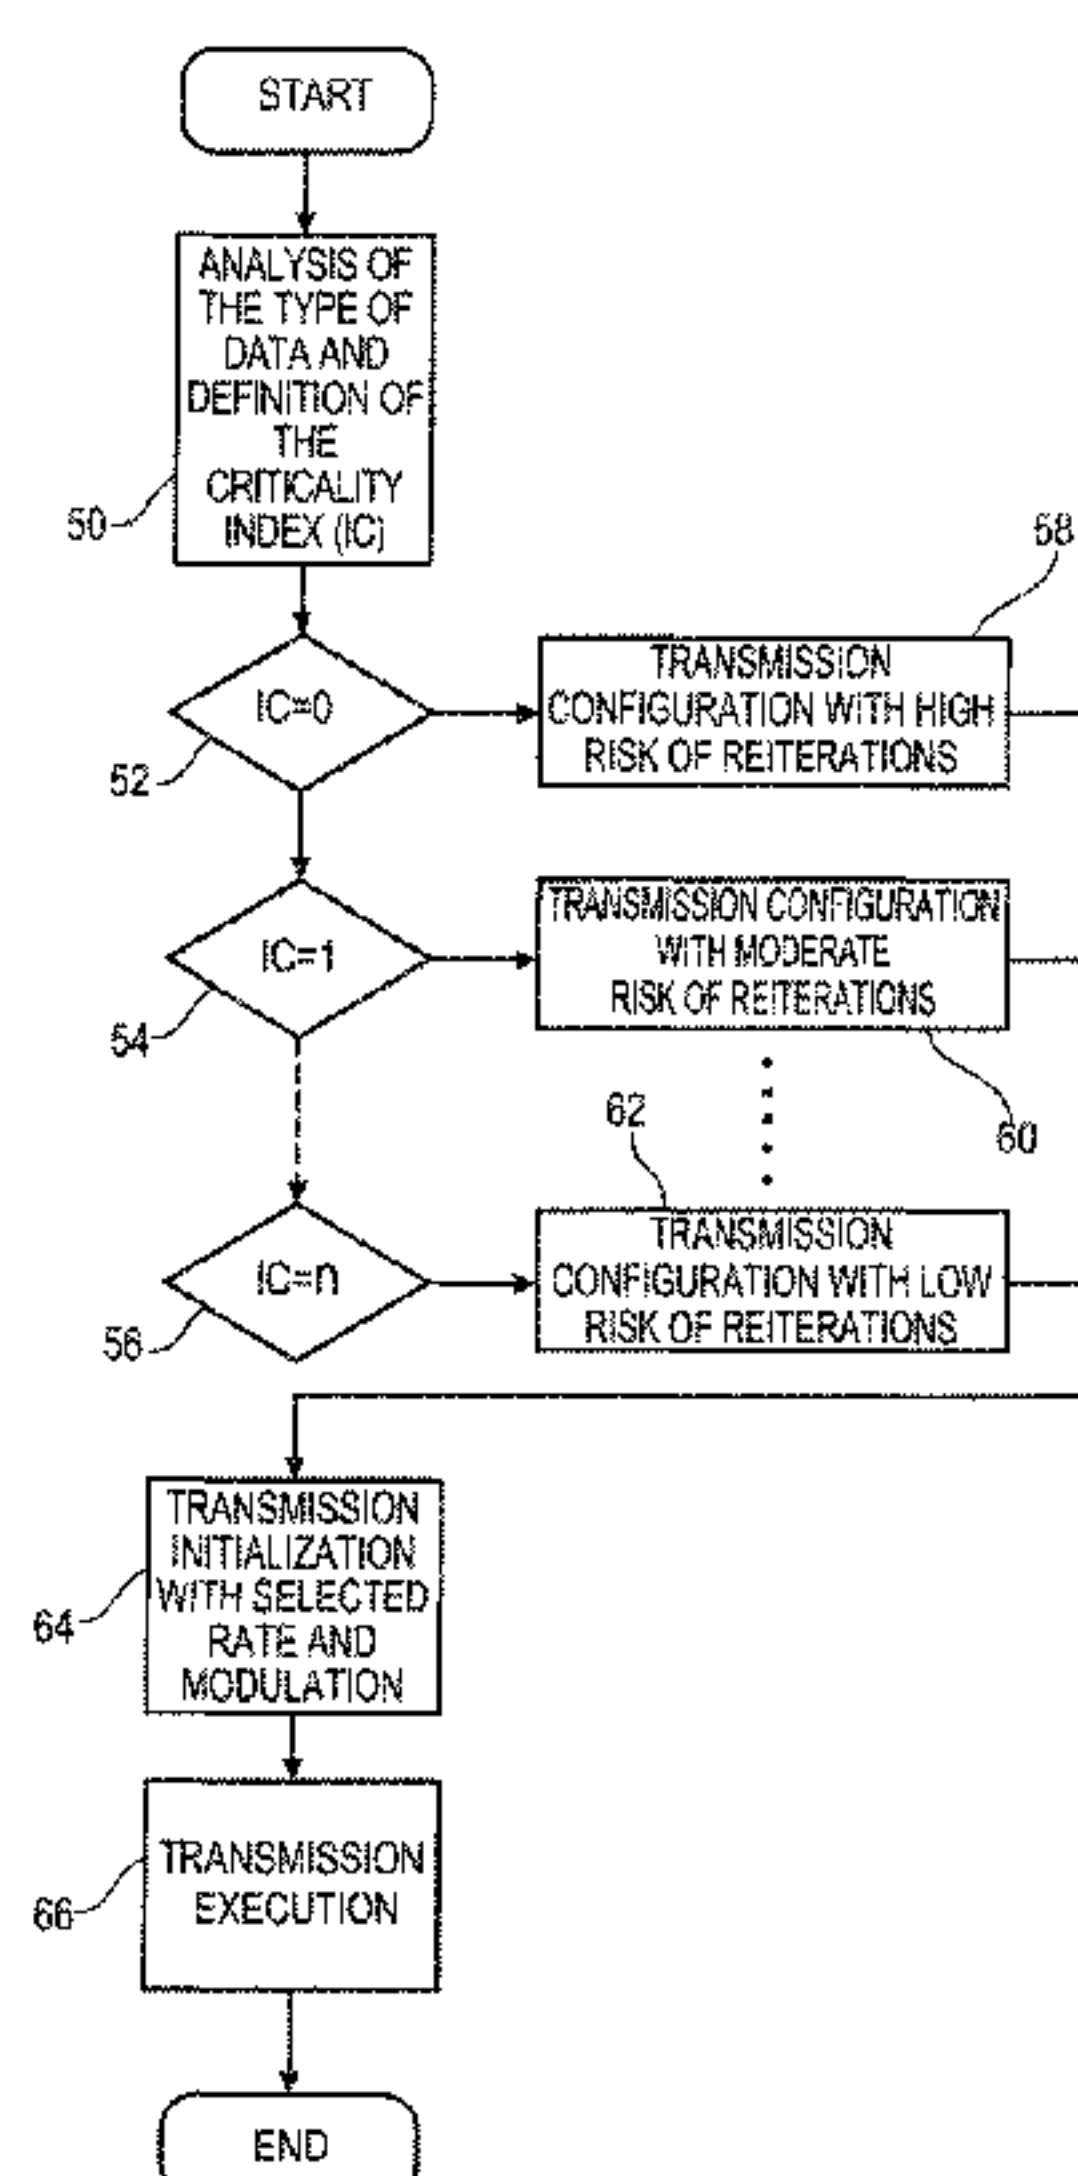 START
ANALYSIS OF
THE TYPE OF
DATA AND
DEFINITION OF
THE
CRITICALITY
INDEX (IC)
50
58
IC=0
52
TRANSMISSION
CONFIGURATION WITH HIGH
RISK OF REITERATIONS
IC=1
54
TRANSMISSION CONFIGURATION
WITH MODERATE
RISK OF REITERATIONS
60
62
IC=n
56
TRANSMISSION
CONFIGURATION WITH LOW
RISK OF REITERATIONS
TRANSMISSION
INITIALIZATION
WITH SELECTED
RATE AND
MODULATION
64
TRANSMISSION
EXECUTION
66
END